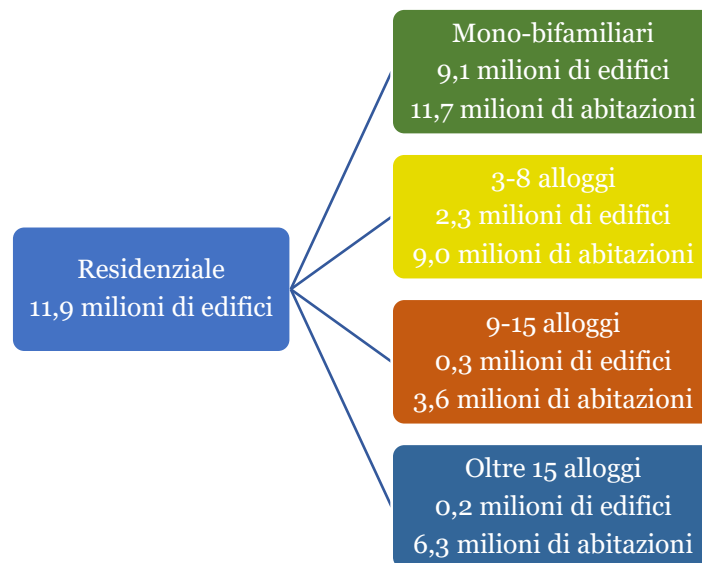 Residenziale
11,9 milioni di edifici
Mono-bifamiliari
9,1 milioni di edifici
11,7 milioni di abitazioni
3-8 alloggi
2,3 milioni di edifici
9,0 milioni di abitazioni
9-15 alloggi
0,3 milioni di edifici
3,6 milioni di abitazioni
Oltre 15 alloggi
0,2 milioni di edifici
6,3 milioni di abitazioni